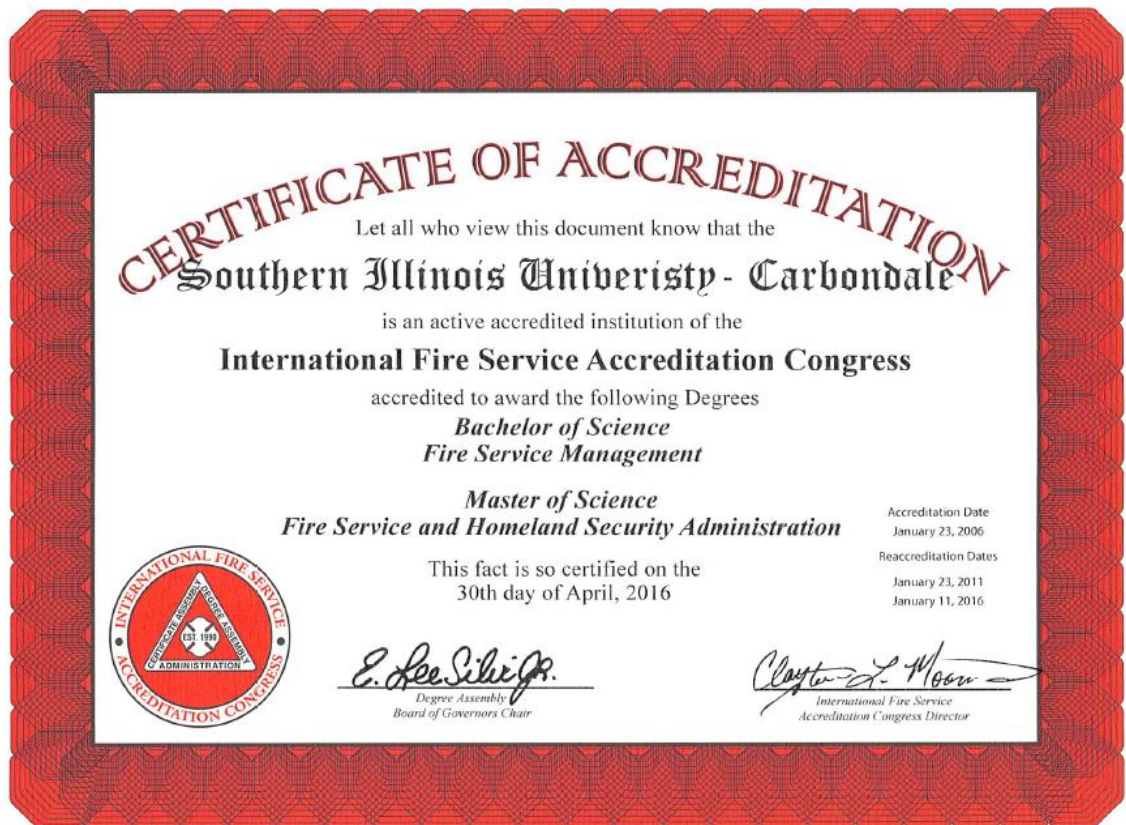 CERTIFICATE OF ACCREDITATION
Let all who view this document know that the
Southern Illinois Univeristy - Carbondale
is an active accredited institution of the
International Fire Service Accreditation Congress
accredited to award the following Degrees
Bachelor of Science
Fire Service Management
Master of Science
Fire Service and Homeland Security Administration
Accreditation Date
January 23, 2006
Reaccreditation Dates
January 23, 2011
January 11, 2016
This fact is so certified on the
30th day of April, 2016
INTERNATIONAL FIRE SERVICE
ACCREDITATION CONGRESS
CERTIFICATE ASSEMBLY
DEGREE ASSEMBLY
EST. 1990
ADMINISTRATION
E. Lee Silvi Jr.
Degree Assembly
Board of Governors Chair
Clayton L. Moorn
International Fire Service
Accreditation Congress Director